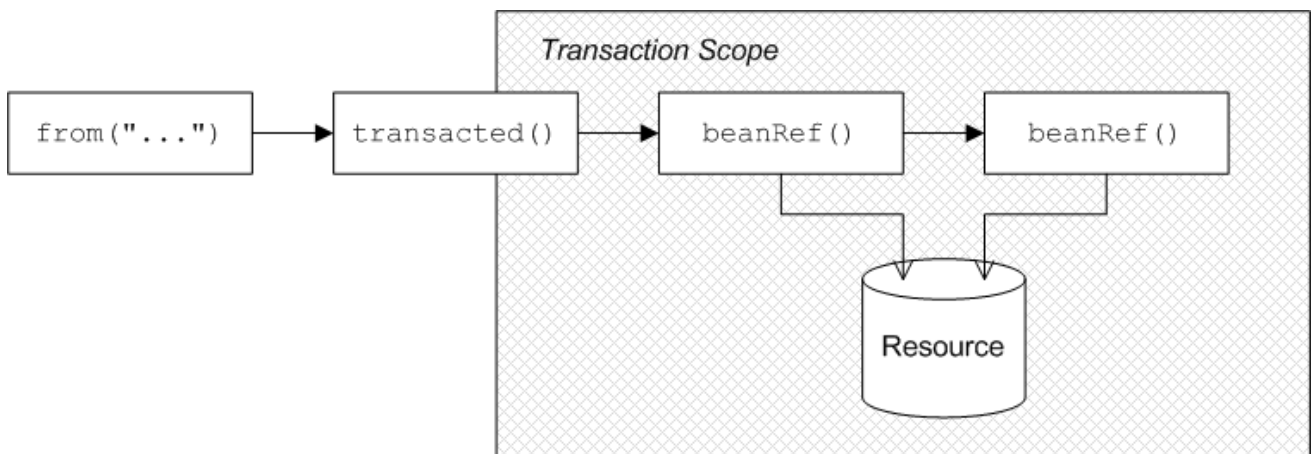 Transaction Scope
from("...")
transacted()
beanRef()
beanRef()
Resource